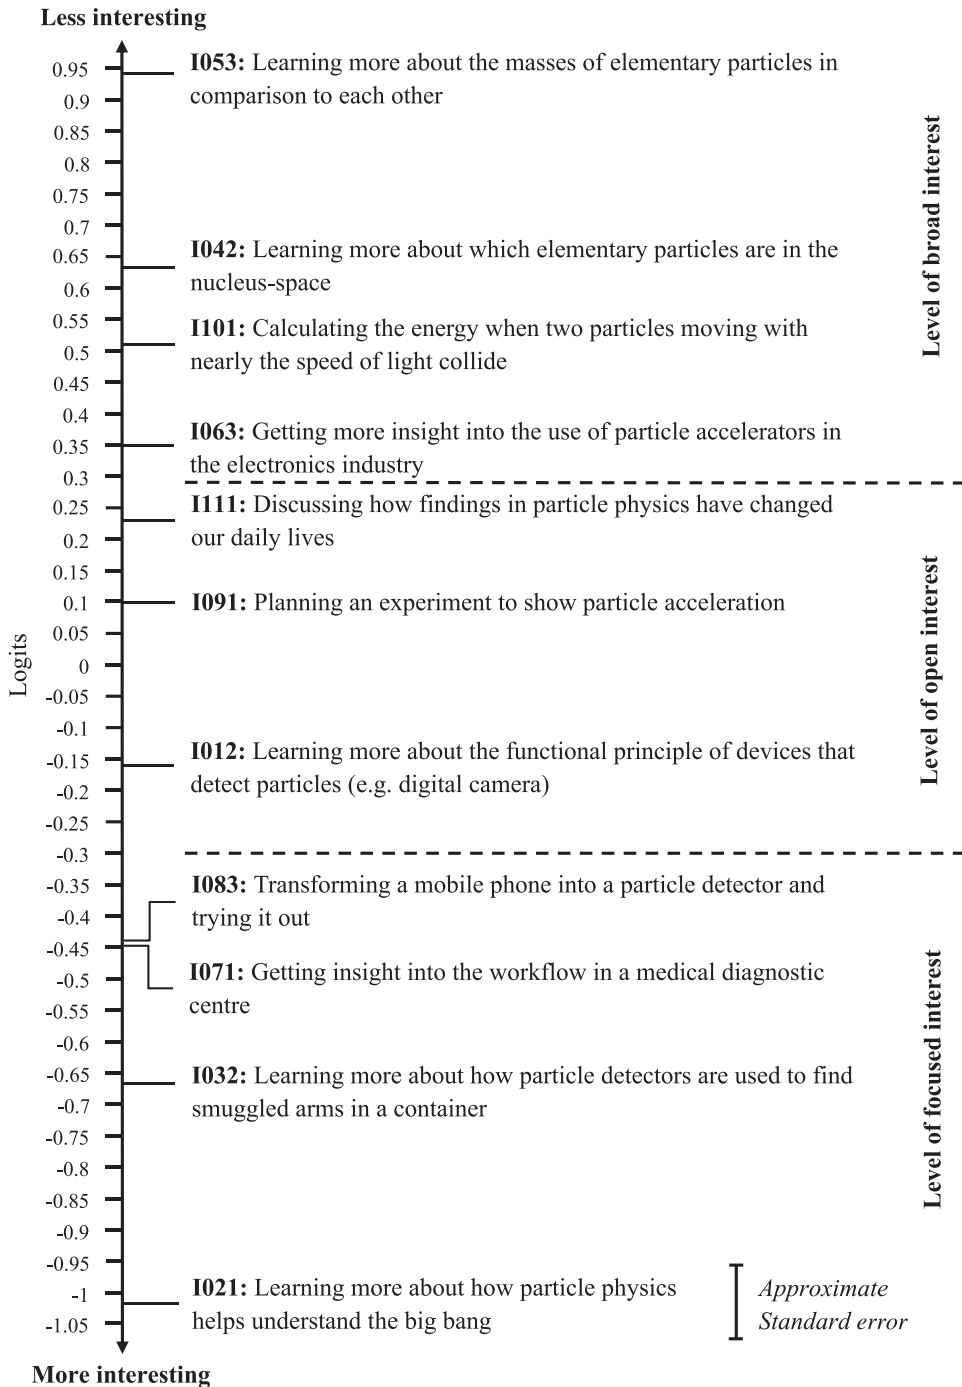 Less interesting
0.95
0.9
0.85
0.8
0.75
0.7
0.65
0.6
0.55
0.5
0.45
0.4
0.35
0.3
0.25
0.2
0.15
0.1
0.05
0
-0.05
-0.1
-0.15
-0.2
-0.25
-0.3
-0.35
-0.4
-0.45
-0.5
-0.55
-0.6
-0.65
-0.7
-0.75
-0.8
-0.85
-0.9
-0.95
-1
-1.05
Logits
More interesting
I053: Learning more about the masses of elementary particles in
comparison to each other
I042: Learning more about which elementary particles are in the
nucleus-space
I101: Calculating the energy when two particles moving with
nearly the speed of light collide
I063: Getting more insight into the use of particle accelerators in
the electronics industry
I111: Discussing how findings in particle physics have changed
our daily lives
I091: Planning an experiment to show particle acceleration
I012: Learning more about the functional principle of devices that
detect particles (e.g. digital camera)
I083: Transforming a mobile phone into a particle detector and
trying it out
I071: Getting insight into the workflow in a medical diagnostic
centre
I032: Learning more about how particle detectors are used to find
smuggled arms in a container
I021: Learning more about how particle physics
helps understand the big bang
Level of broad interest
Level of open interest
Level of focused interest
Approximate
Standard error